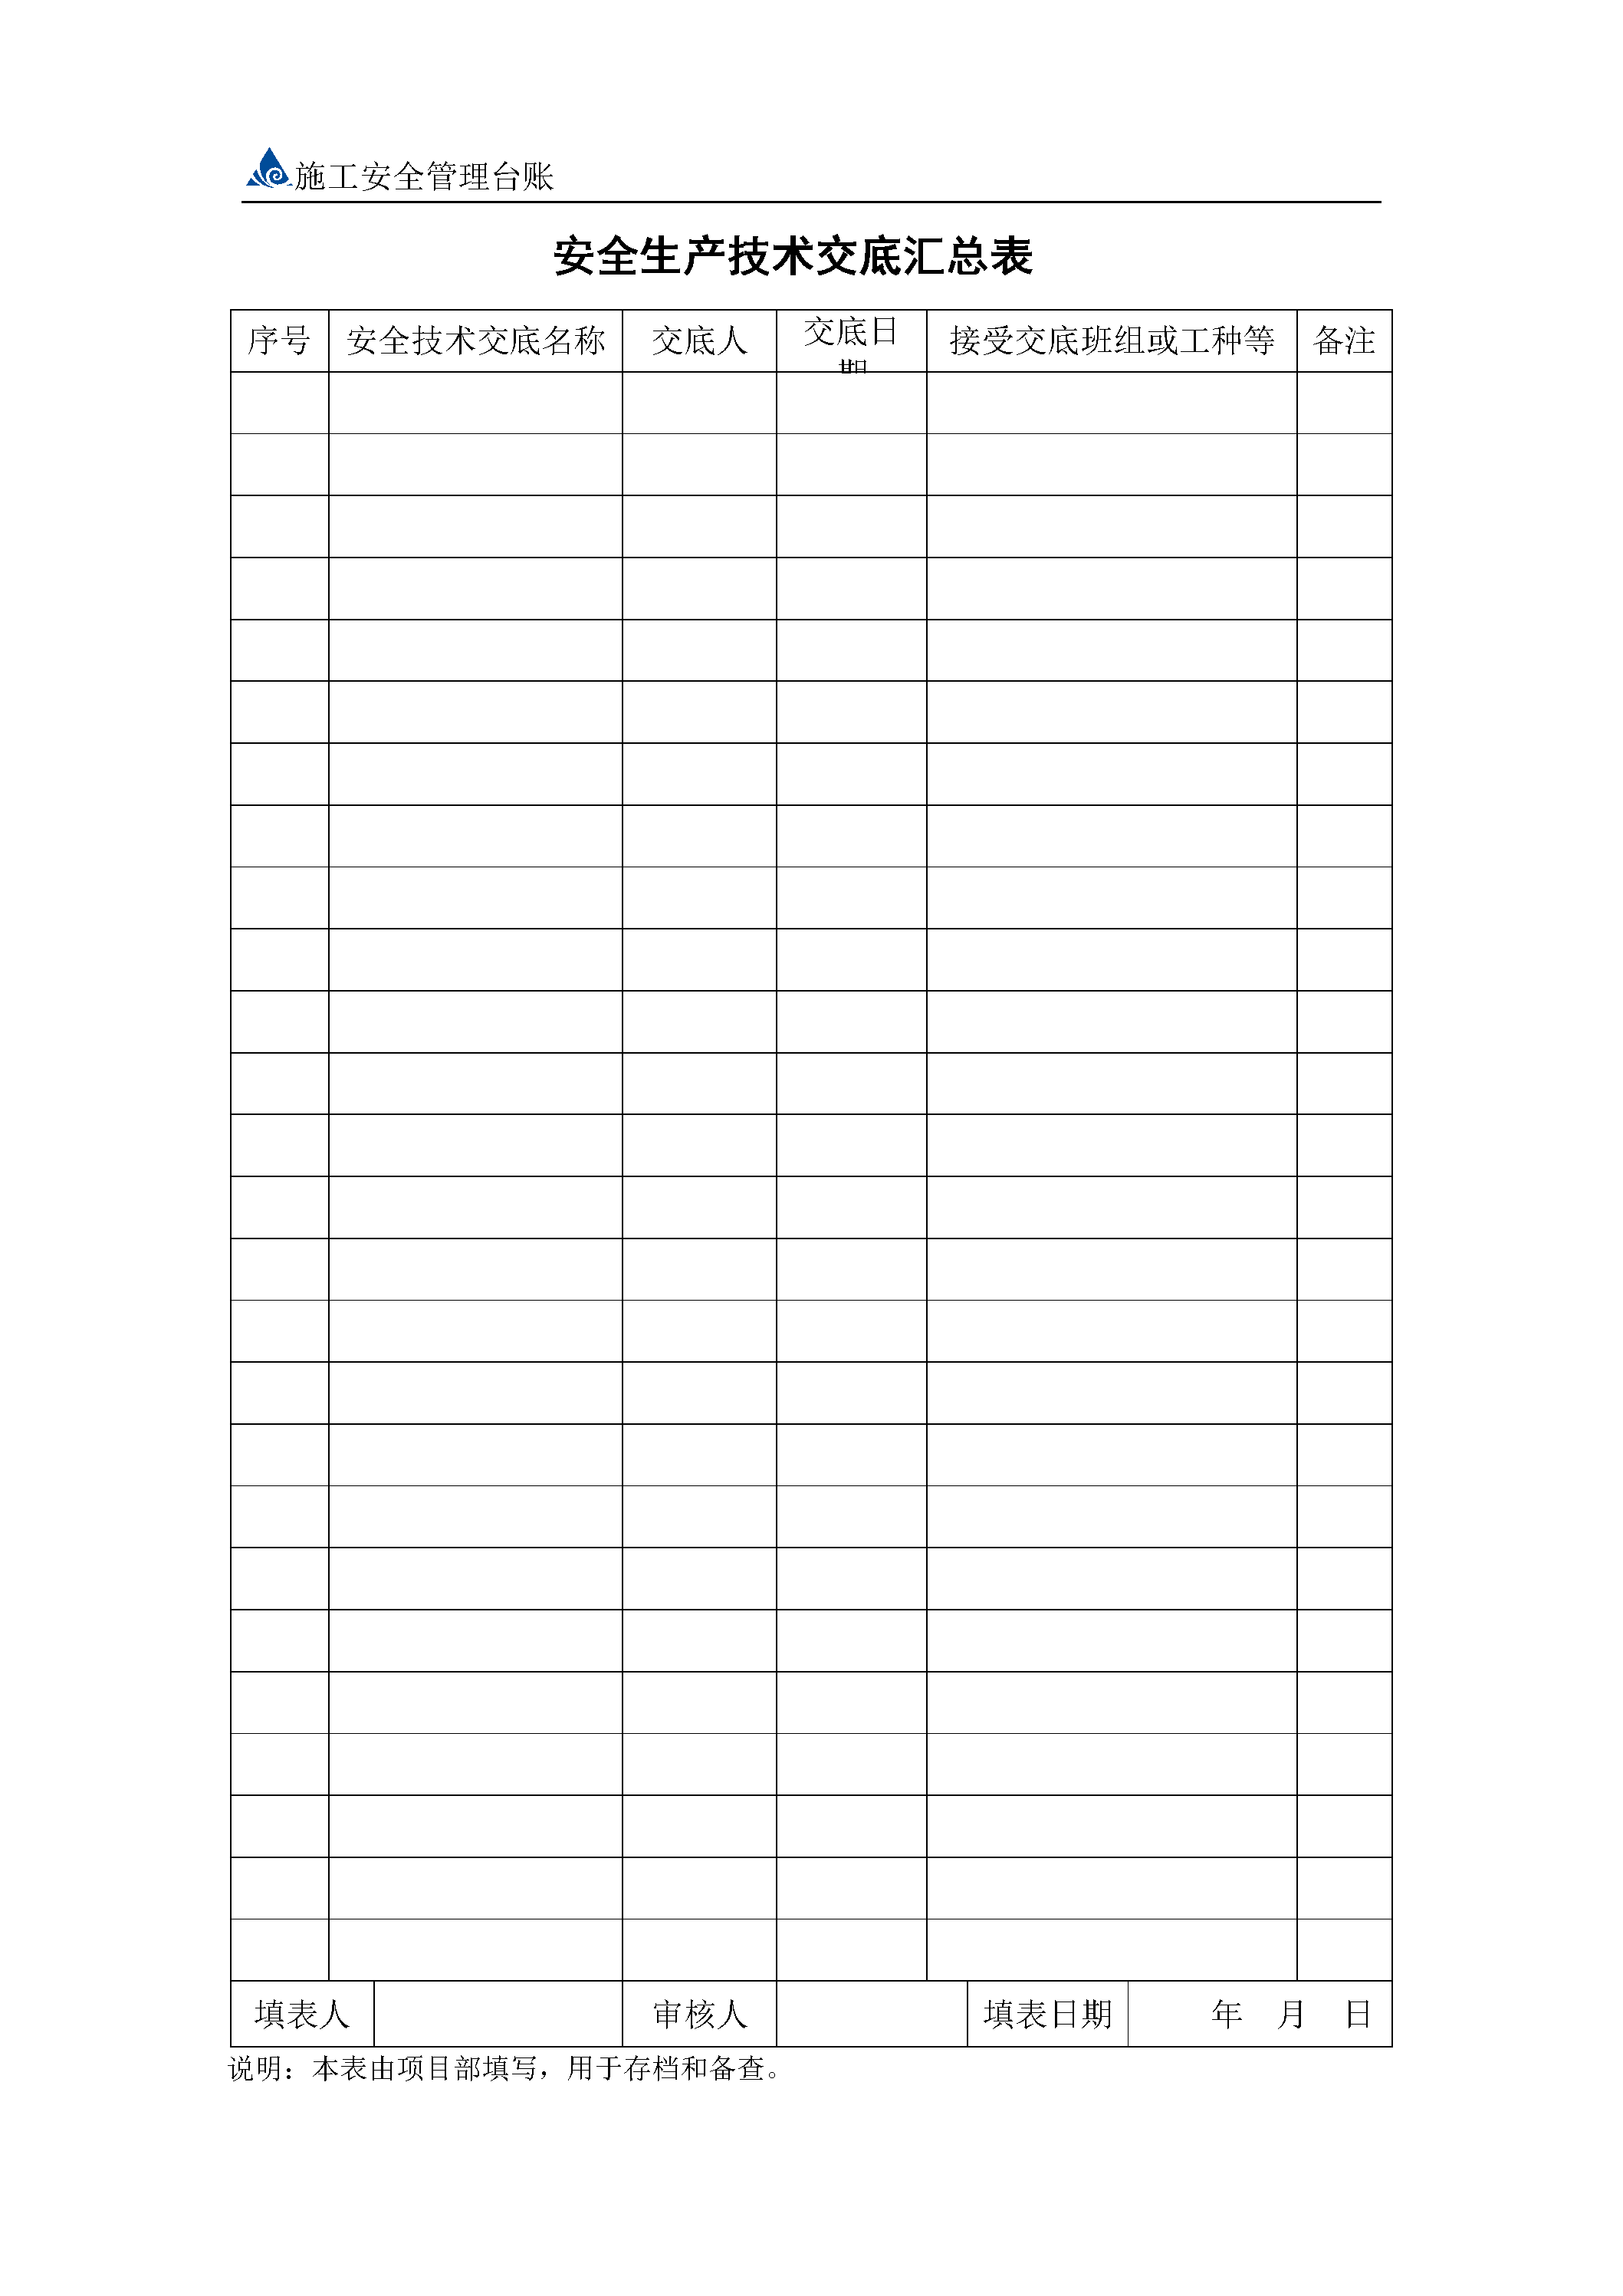 施工安全管理台账
安全生产技术交底汇总表
序号 安全技术交底名称 交底人 交底日期 接受交底班组或工种等 备注
填表人 审核人 填表日期 年 月 日
说明：本表由项目部填写，用于存档和备查。